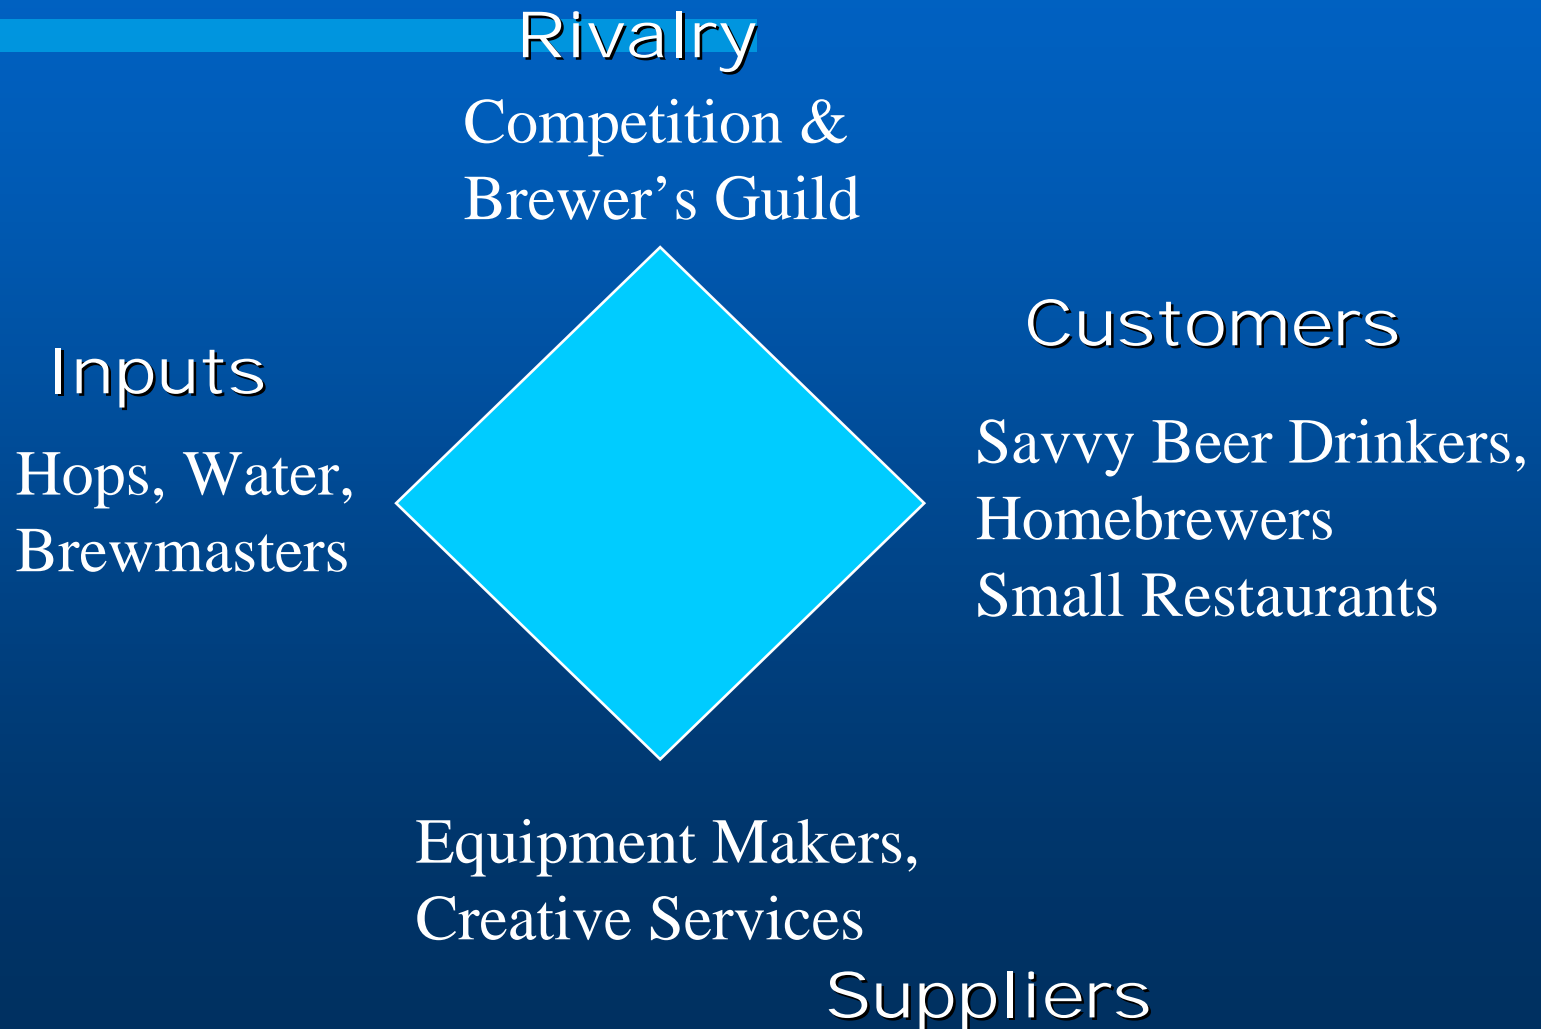 Rivalry
Competition &
Brewer’s Guild
Inputs
Hops, Water,
Brewmasters
Customers
Savvy Beer Drinkers,
Homebrewers
Small Restaurants
Equipment Makers,
Creative Services
Suppliers